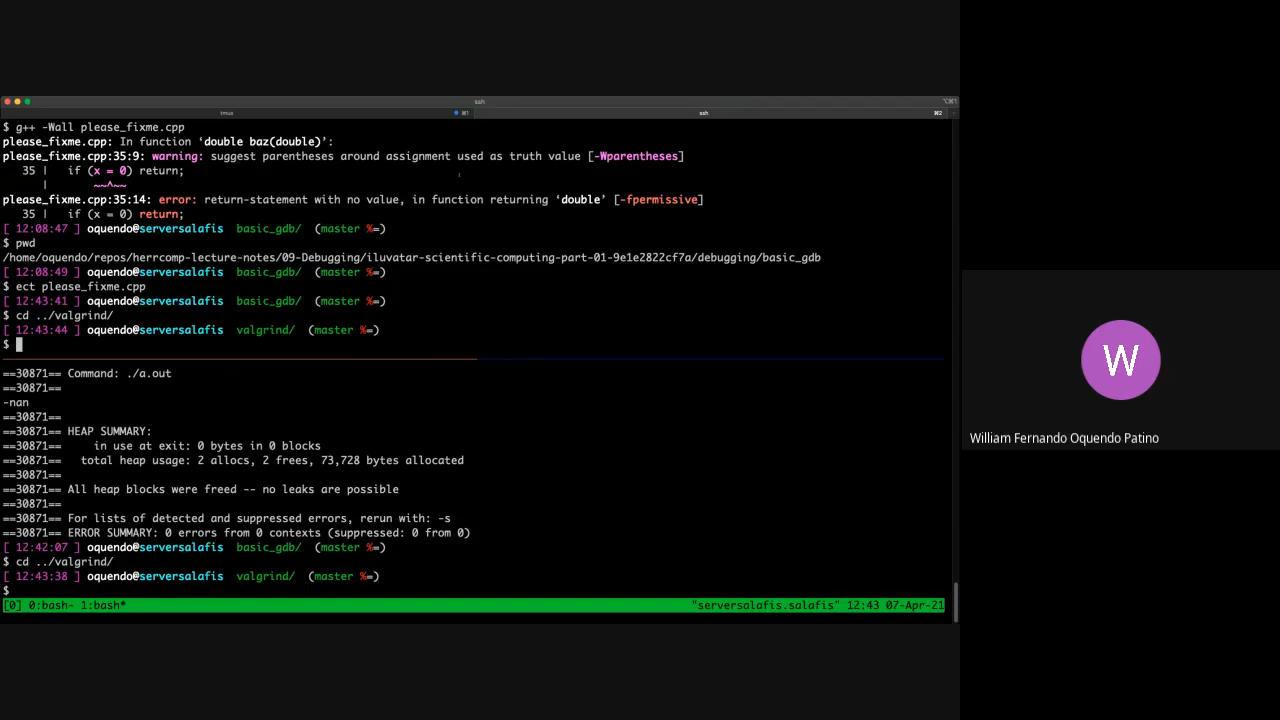 ssh
⌥⌘1
tmux
⌘1
ssh
⌘2
$ g++ -Wall please_fixme.cpp
please_fixme.cpp: In function ‘double baz(double)’:
please_fixme.cpp:35:9: warning: suggest parentheses around assignment used as truth value [-Wparentheses]
35 |   if (x = 0) return;
|       ~~^~~
please_fixme.cpp:35:14: error: return-statement with no value, in function returning ‘double’ [-fpermissive]
35 |   if (x = 0) return;
[ 12:08:47 ] oquendo@serversalafis  basic_gdb/  (master %=)
$ pwd
/home/oquendo/repos/herrcomp-lecture-notes/09-Debugging/iluvatar-scientific-computing-part-01-9e1e2822cf7a/debugging/basic_gdb
[ 12:08:49 ] oquendo@serversalafis  basic_gdb/  (master %=)
$ ect please_fixme.cpp
[ 12:43:41 ] oquendo@serversalafis  basic_gdb/  (master %=)
$ cd ../valgrind/
[ 12:43:44 ] oquendo@serversalafis  valgrind/  (master %=)
$
==30871== Command: ./a.out
==30871==
-nan
==30871==
==30871== HEAP SUMMARY:
==30871==     in use at exit: 0 bytes in 0 blocks
==30871==   total heap usage: 2 allocs, 2 frees, 73,728 bytes allocated
==30871==
==30871== All heap blocks were freed -- no leaks are possible
==30871==
==30871== For lists of detected and suppressed errors, rerun with: -s
==30871== ERROR SUMMARY: 0 errors from 0 contexts (suppressed: 0 from 0)
[ 12:42:07 ] oquendo@serversalafis  basic_gdb/  (master %=)
$ cd ../valgrind/
[ 12:43:38 ] oquendo@serversalafis  valgrind/  (master %=)
$
[0] 0:bash- 1:bash* "serversalafis.salafis" 12:43 07-Apr-21
W
William Fernando Oquendo Patino